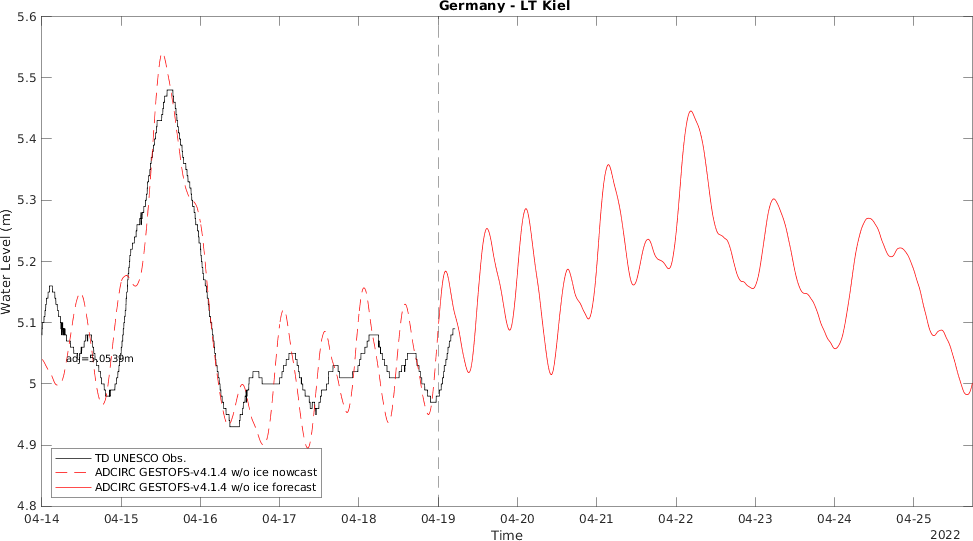 Germany - LT Kiel
Water Level (m)
5.6
5.5
5.4
5.3
5.2
5.1
5
4.9
4.8
adj=5.0539m
TD UNESCO Obs.
ADCIRC GESTOFS-v4.1.4 w/o ice nowcast
ADCIRC GESTOFS-v4.1.4 w/o ice forecast
04-14 04-15 04-16 04-17 04-18 04-19 04-20 04-21 04-22 04-23 04-24 04-25
Time
2022